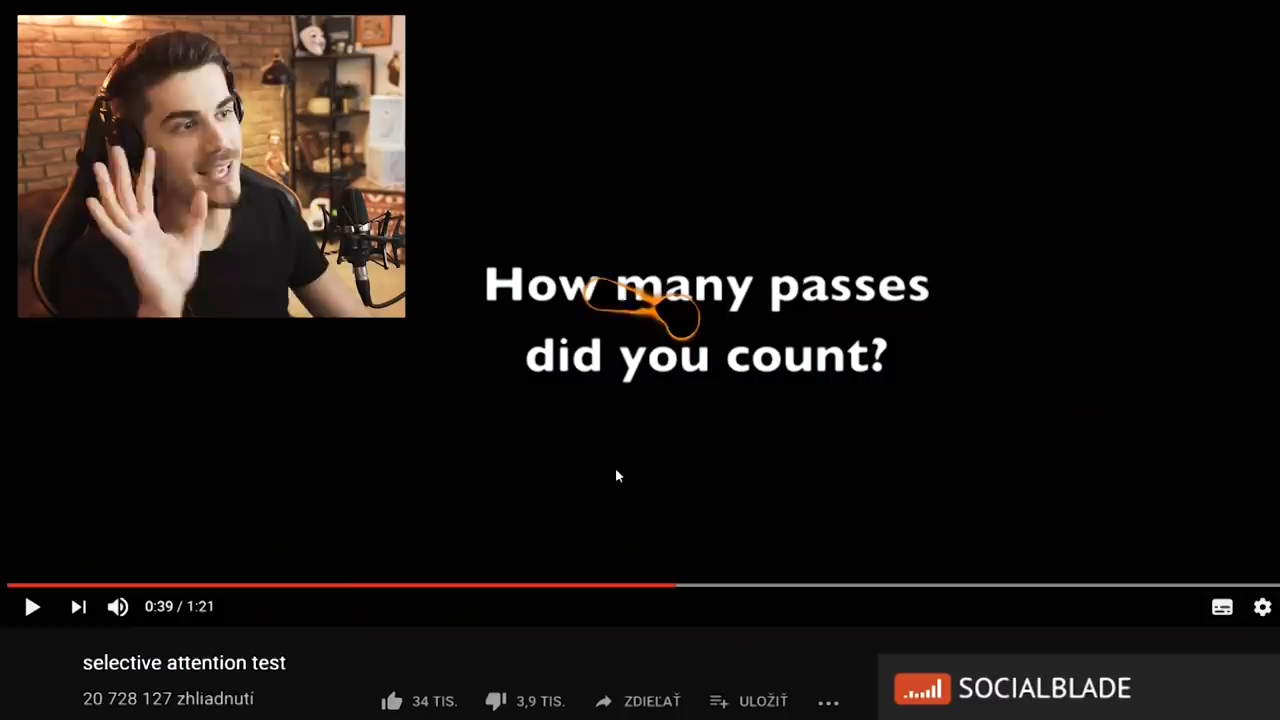 How many passes
did you count?
0:39 / 1:21
selective attention test
20 728 127 zhliadnutí
34 TIS.
3,9 TIS.
ZDIEĽAŤ
ULOŽIŤ
SOCIALBLADE